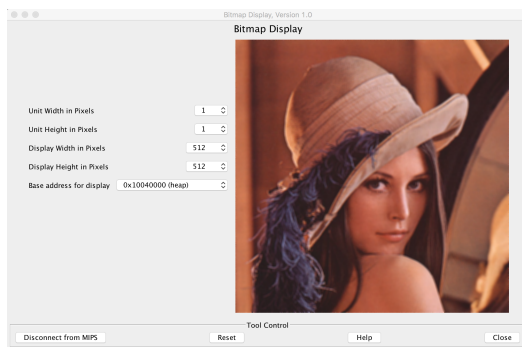 Bitmap Display, Version 1.0
Bitmap Display
Unit Width in Pixels 1
Unit Height in Pixels 1
Display Width in Pixels 512
Display Height in Pixels 512
Base address for display 0x10040000 (heap)
Tool Control
Disconnect from MIPS Reset Help Close